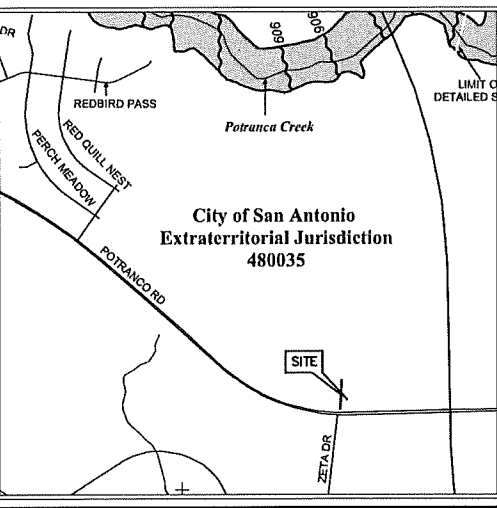 DR
909
906
LIMIT O
DETAILED S
REDBIRD PASS
Potranca Creek
RED QUILL NEST
PERCH MEADOW
City of San Antonio
Extraterritorial Jurisdiction
480035
POTRANCO RD
SITE
ZETA DR